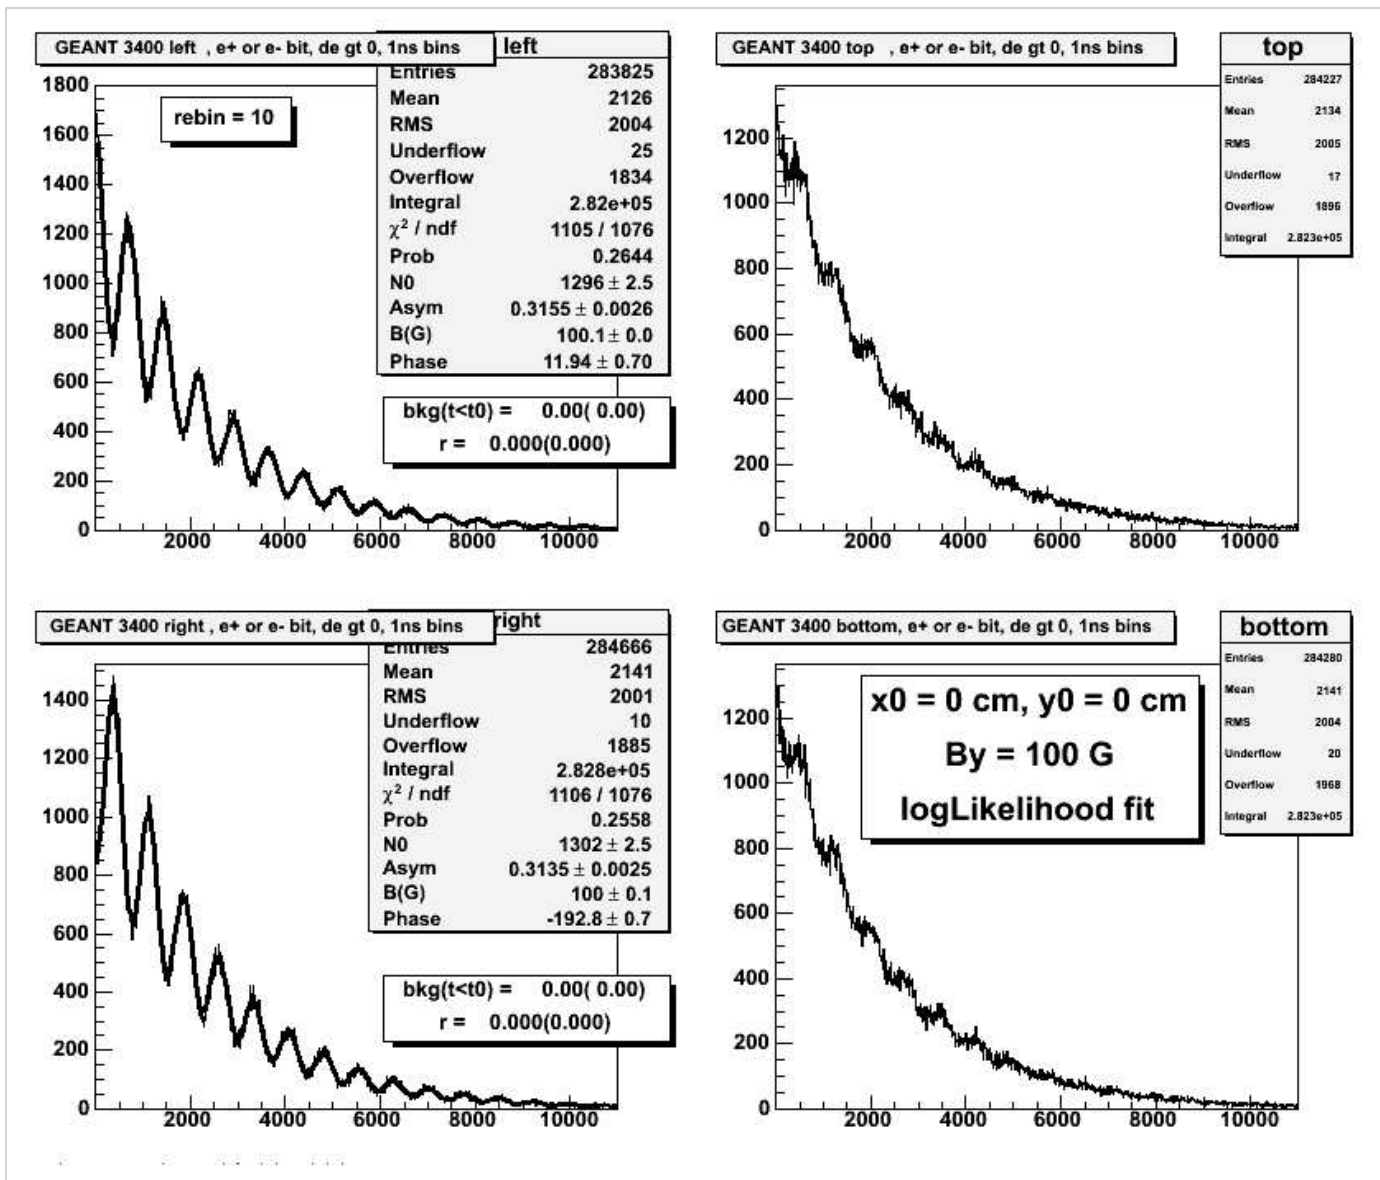 GEANT 3400 left , e+ or e- bit, de gt 0, 1ns bins
left
Entries 283825
Mean 2126
RMS 2004
Underflow 25
Overflow 1834
Integral 2.82e+05
χ² / ndf 1105 / 1076
Prob 0.2644
N0 1296 ± 2.5
Asym 0.3155 ± 0.0026
B(G) 100.1 ± 0.0
Phase 11.94 ± 0.70
rebin = 10
bkg(t<t0) = 0.00( 0.00)
r = 0.000(0.000)
1800
1600
1400
1200
1000
800
600
400
200
0
2000 4000 6000 8000 10000
GEANT 3400 top , e+ or e- bit, de gt 0, 1ns bins
top
Entries 284227
Mean 2134
RMS 2005
Underflow 17
Overflow 1896
Integral 2.823e+05
1200
1000
800
600
400
200
0
2000 4000 6000 8000 10000
GEANT 3400 right , e+ or e- bit, de gt 0, 1ns bins
right
Entries 284666
Mean 2141
RMS 2001
Underflow 10
Overflow 1885
Integral 2.828e+05
χ² / ndf 1106 / 1076
Prob 0.2558
N0 1302 ± 2.5
Asym 0.3135 ± 0.0025
B(G) 100 ± 0.1
Phase -192.8 ± 0.7
bkg(t<t0) = 0.00( 0.00)
r = 0.000(0.000)
1400
1200
1000
800
600
400
200
0
2000 4000 6000 8000 10000
GEANT 3400 bottom, e+ or e- bit, de gt 0, 1ns bins
bottom
Entries 284280
Mean 2141
RMS 2004
Underflow 20
Overflow 1968
Integral 2.823e+05
x0 = 0 cm, y0 = 0 cm
By = 100 G
logLikelihood fit
1200
1000
800
600
400
200
0
2000 4000 6000 8000 10000